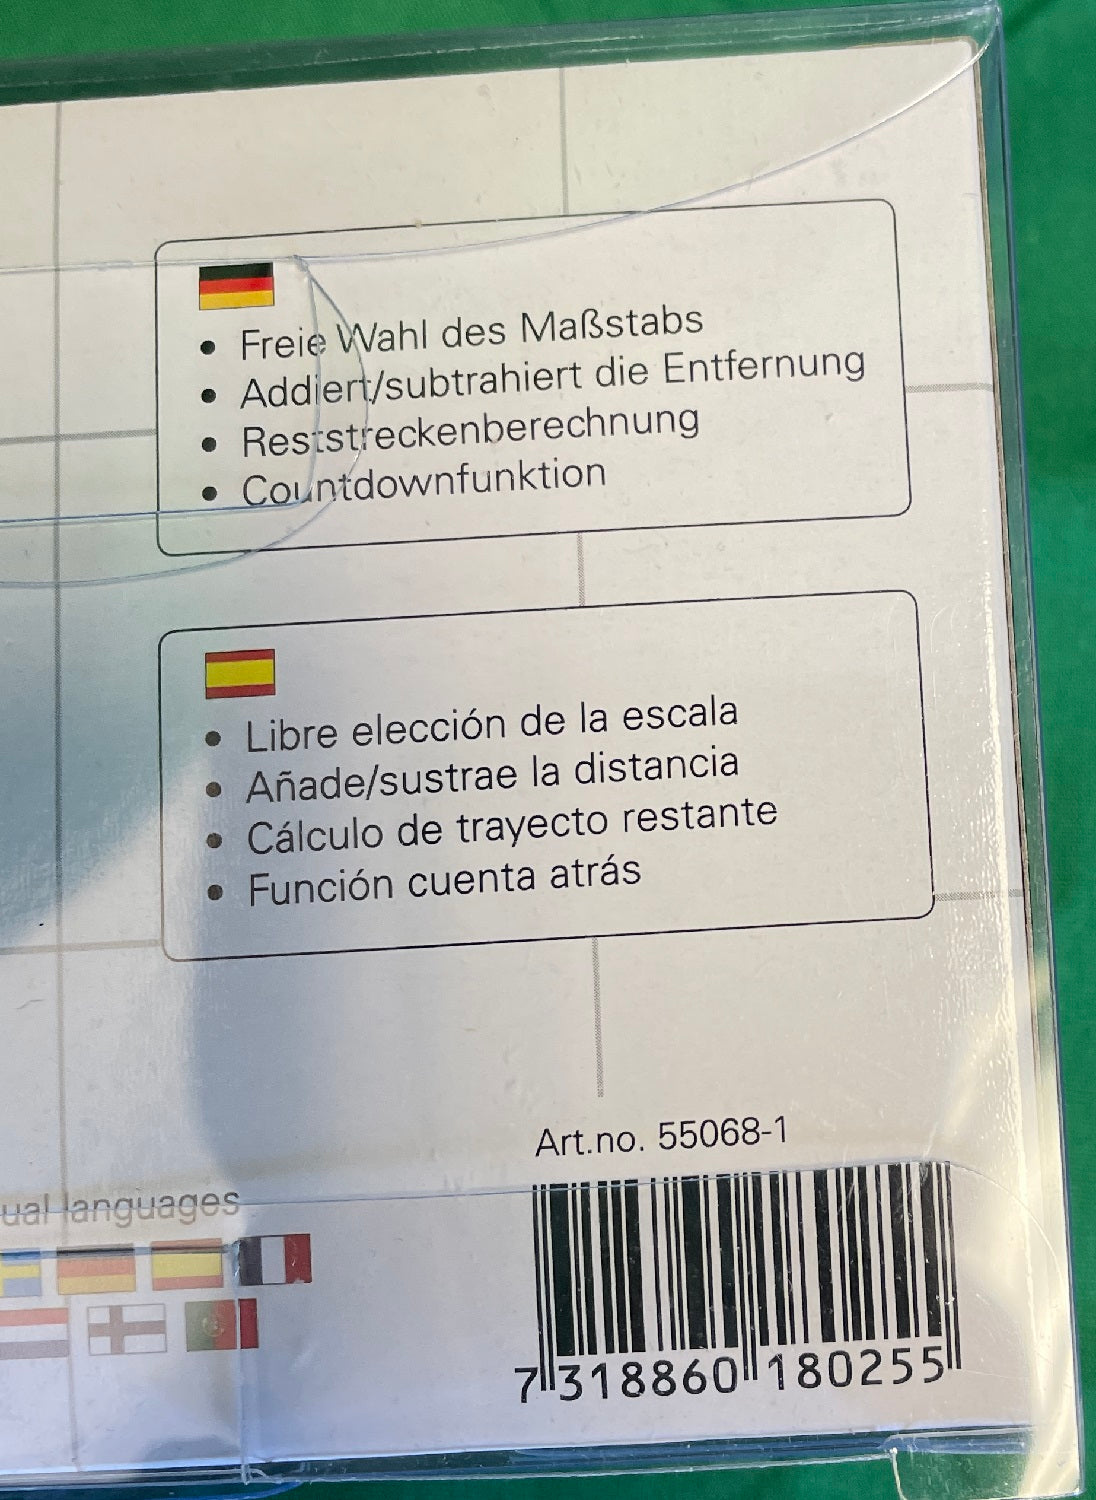 • Freie Wahl des Maßstabs
• Addiert/subtrahiert die Entfernung
• Reststreckenberechnung
• Countdownfunktion
• Libre elección de la escala
• Añade/sustrae la distancia
• Cálculo de trayecto restante
• Función cuenta atrás
Art.no. 55068-1
languages
7 318860 180255